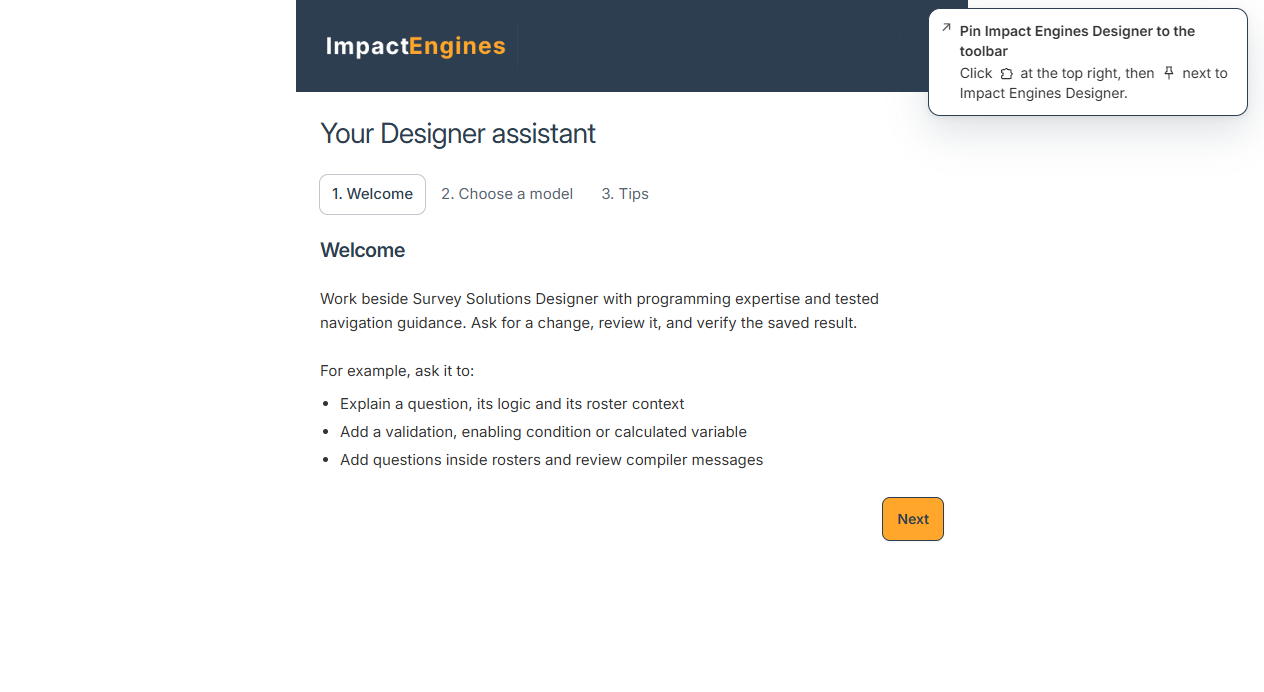 ImpactEngines
Pin Impact Engines Designer to the
toolbar
Click at the top right, then next to
Impact Engines Designer.
Your Designer assistant
1. Welcome
2. Choose a model
3. Tips
Welcome
Work beside Survey Solutions Designer with programming expertise and tested
navigation guidance. Ask for a change, review it, and verify the saved result.
For example, ask it to:
• Explain a question, its logic and its roster context
• Add a validation, enabling condition or calculated variable
• Add questions inside rosters and review compiler messages
Next